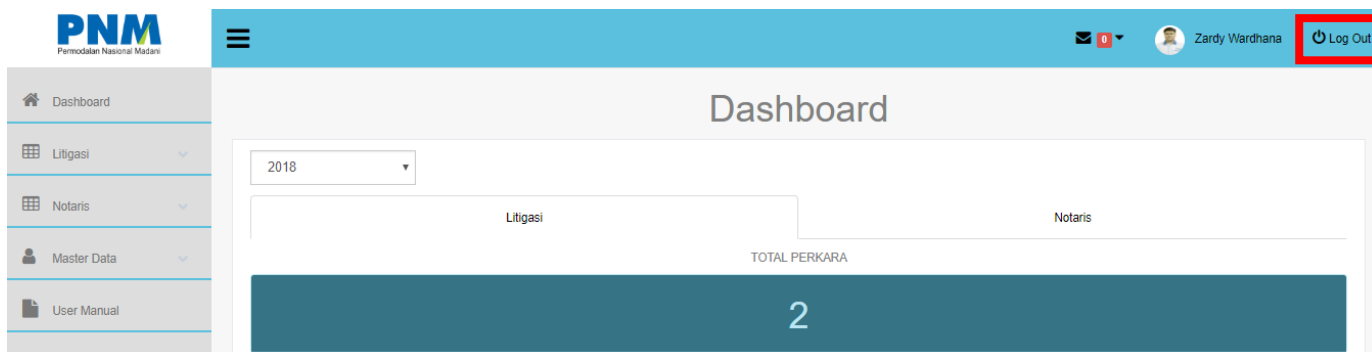 PNM
Permodalan Nasional Madani
0
Zardy Wardhana
Log Out
Dashboard
Litigasi
Notaris
Master Data
User Manual
Dashboard
2018
Litigasi
Notaris
TOTAL PERKARA
2